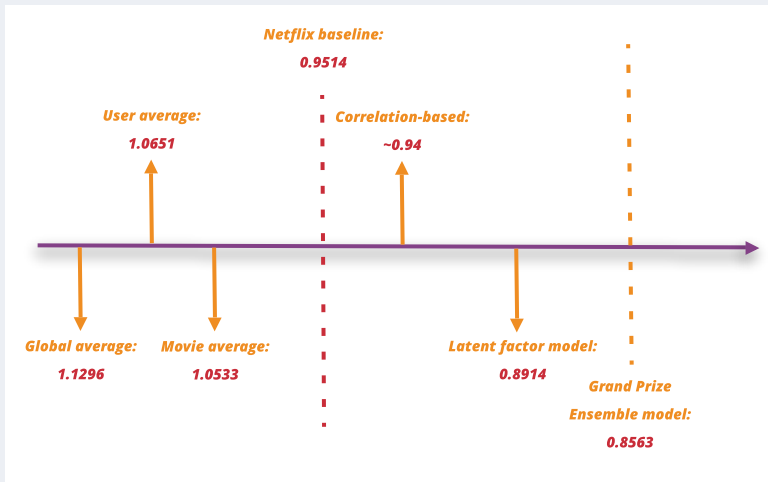 Netflix baseline:
0.9514
User average:
1.0651
Correlation-based:
~0.94
Global average:
1.1296
Movie average:
1.0533
Latent factor model:
0.8914
Grand Prize
Ensemble model:
0.8563